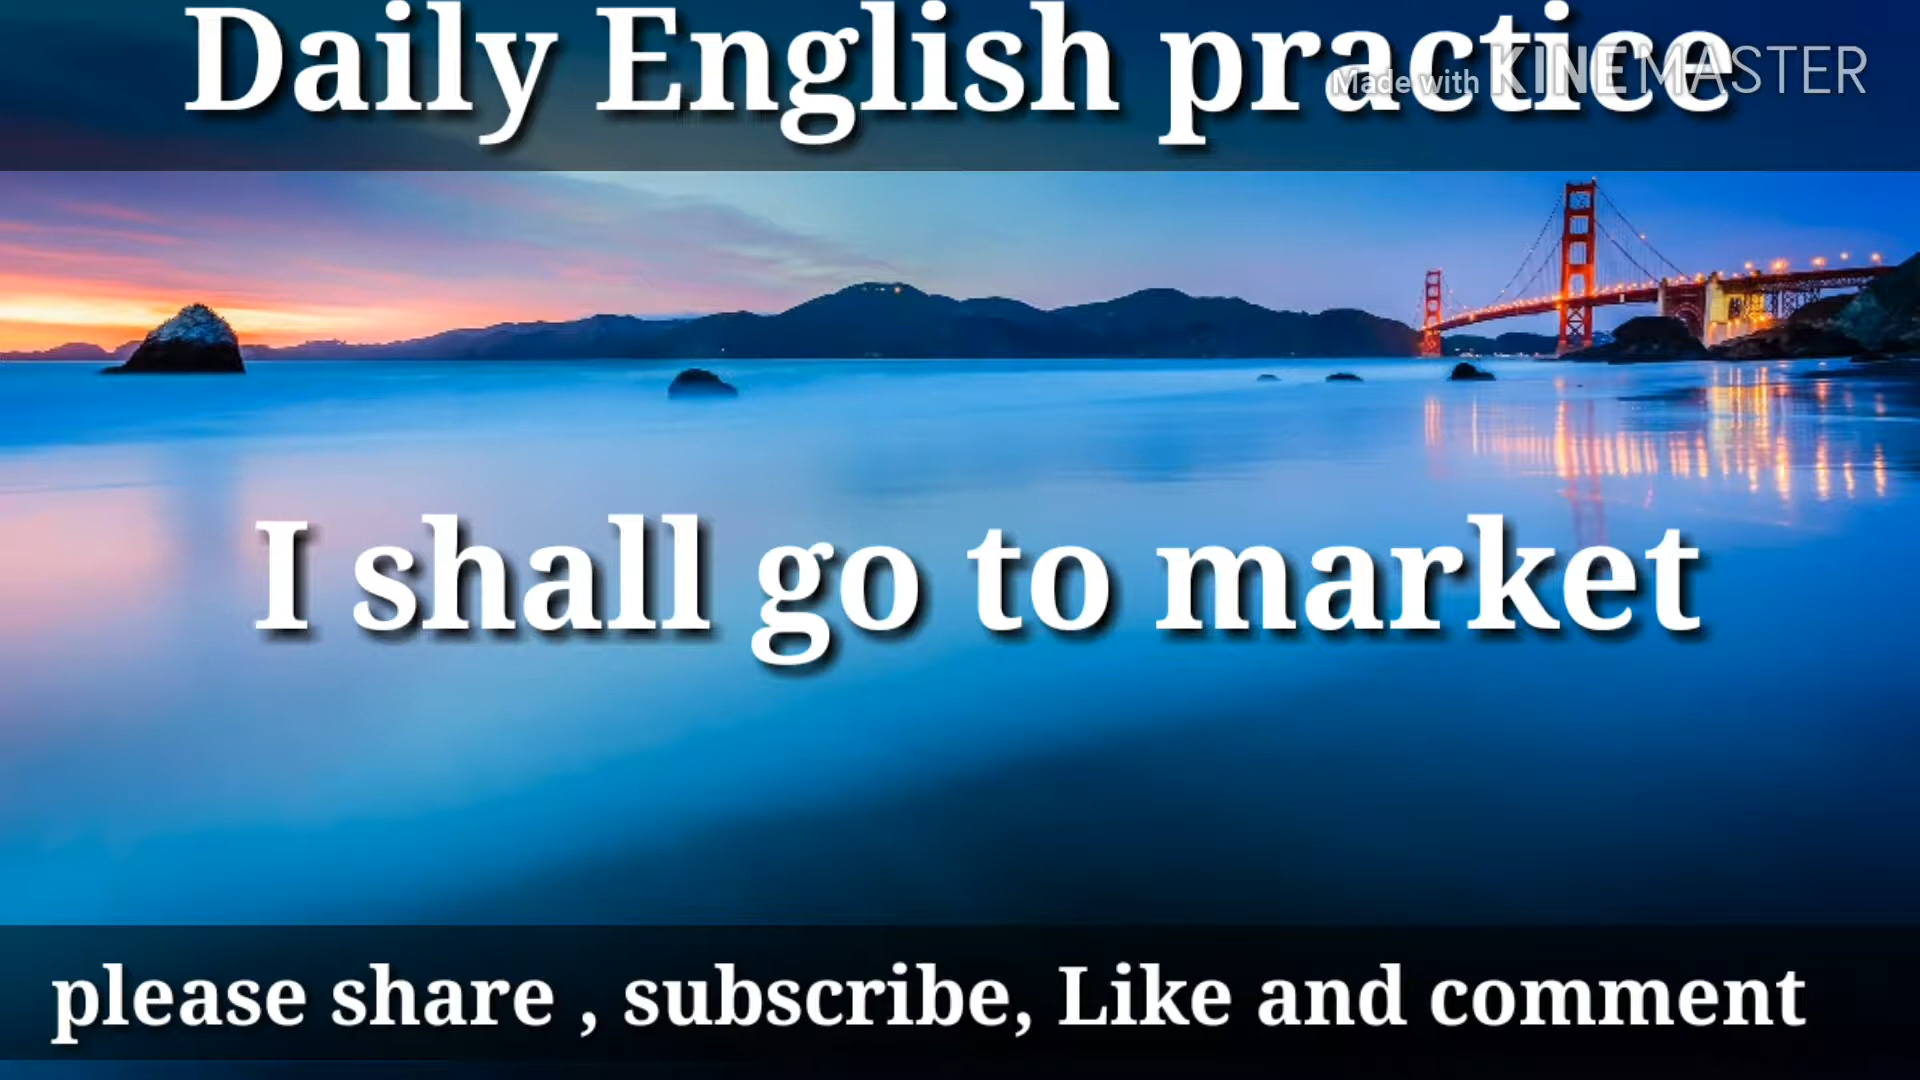 Daily English practice
Made with KINEMASTER
I shall go to market
please share , subscribe, Like and comment